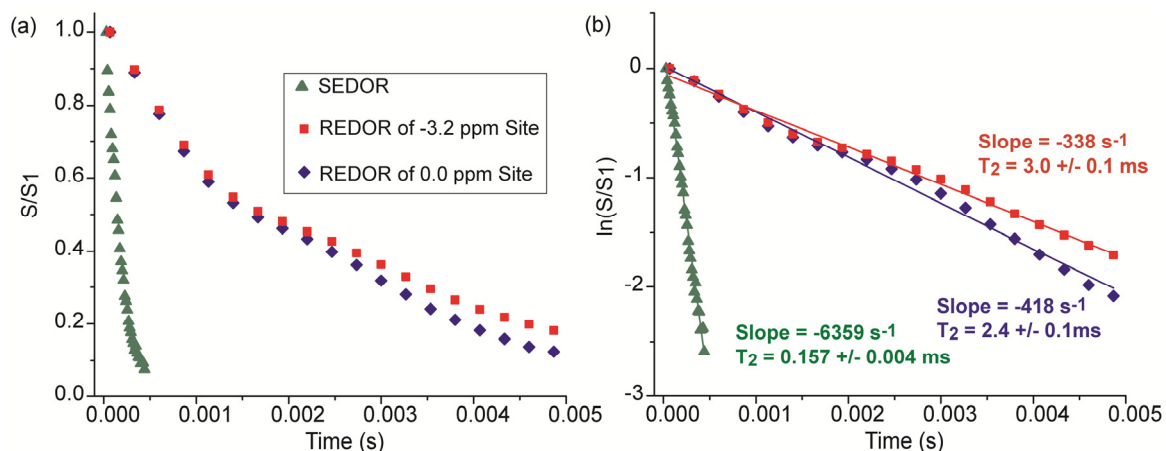 (a)
1.0
0.8
0.6
0.4
0.2
0.0
S/S1
SEDOR
REDOR of -3.2 ppm Site
REDOR of 0.0 ppm Site
0.000 0.001 0.002 0.003 0.004 0.005
Time (s)
(b)
0
-1
-2
-3
ln(S/S1)
Slope = -338 s-1
T2 = 3.0 +/- 0.1 ms
Slope = -418 s-1
T2 = 2.4 +/- 0.1ms
Slope = -6359 s-1
T2 = 0.157 +/- 0.004 ms
0.000 0.001 0.002 0.003 0.004 0.005
Time (s)